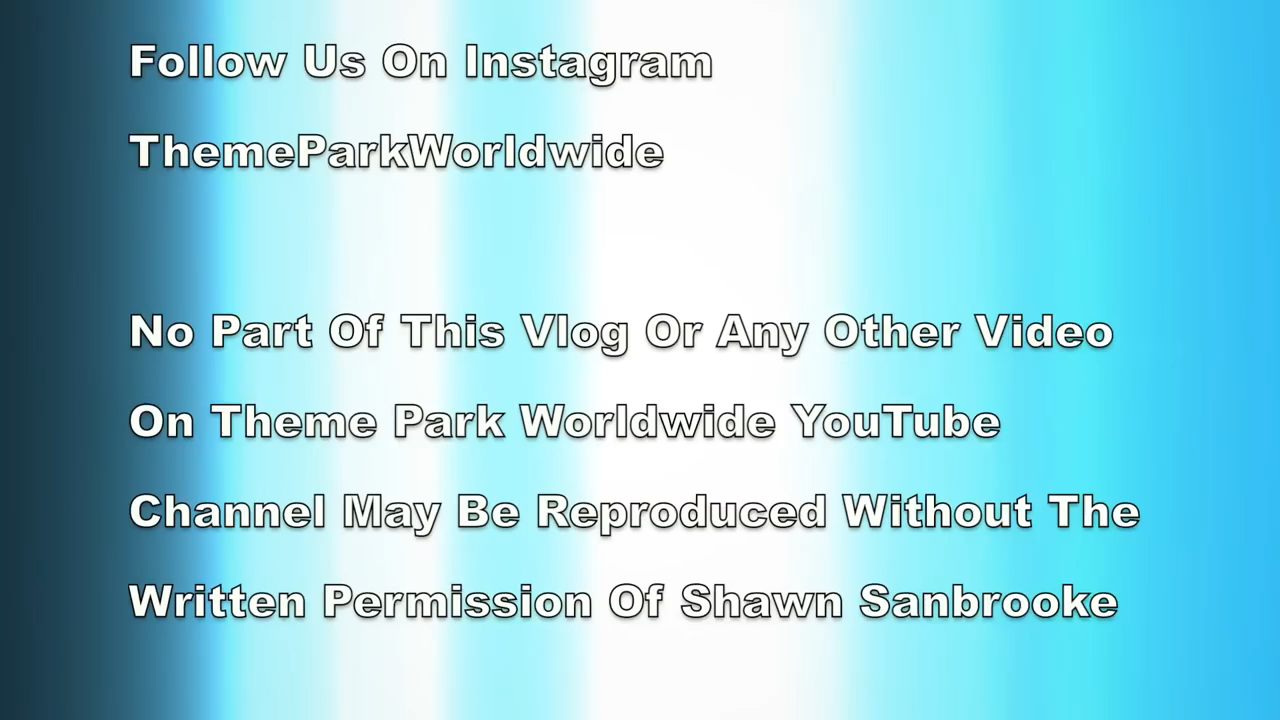 Follow Us On Instagram
ThemeParkWorldwide
No Part Of This Vlog Or Any Other Video
On Theme Park Worldwide YouTube
Channel May Be Reproduced Without The
Written Permission Of Shawn Sanbrooke